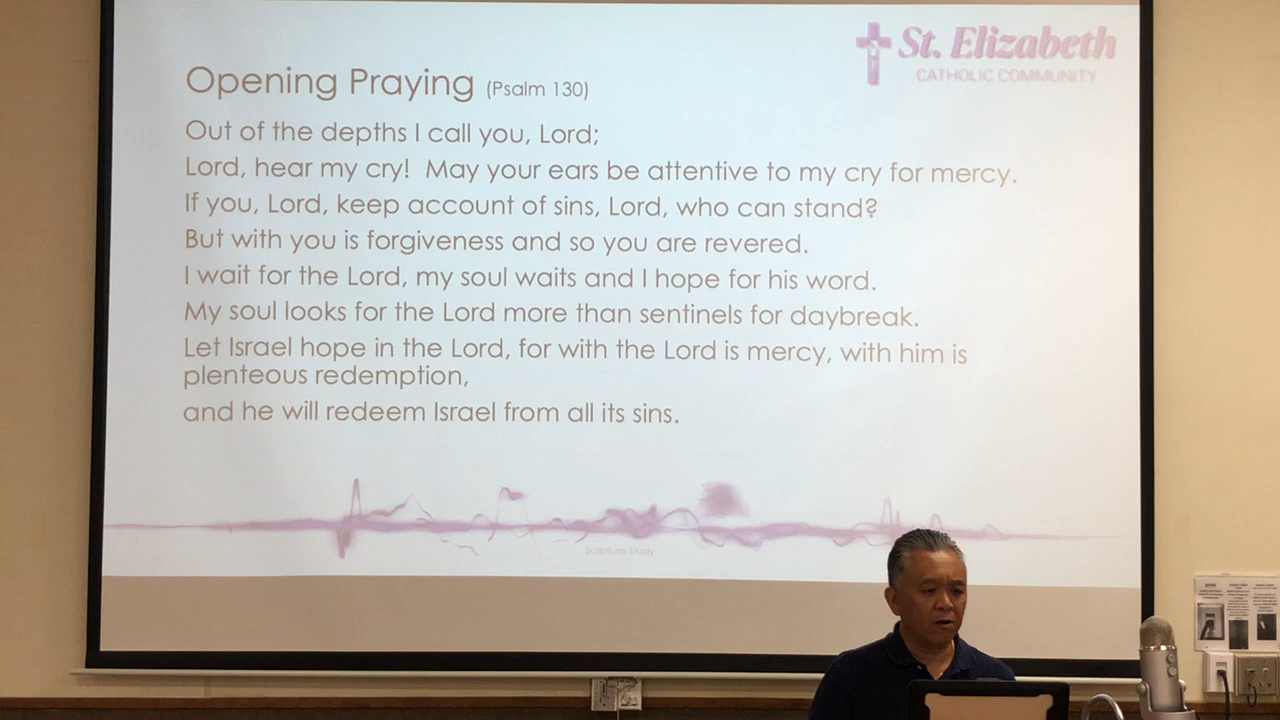 St. Elizabeth
CATHOLIC COMMUNITY
Opening Praying (Psalm 130)
Out of the depths I call you, Lord;
Lord, hear my cry!  May your ears be attentive to my cry for mercy.
If you, Lord, keep account of sins, Lord, who can stand?
But with you is forgiveness and so you are revered.
I wait for the Lord, my soul waits and I hope for his word.
My soul looks for the Lord more than sentinels for daybreak.
Let Israel hope in the Lord, for with the Lord is mercy, with him is
plenteous redemption,
and he will redeem Israel from all its sins.
Scripture Study